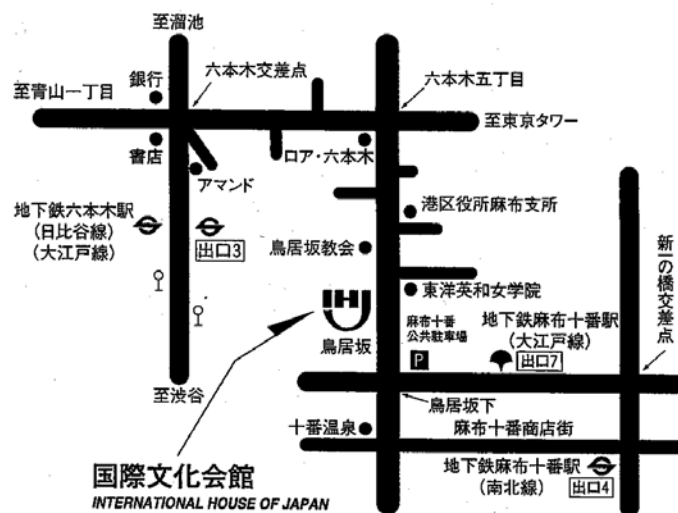 至溜池
銀行
六本木交差点
六本木五丁目
至青山一丁目
至東京タワー
書店
アマンド
ロア・六本木
港区役所麻布支所
地下鉄六本木駅
(日比谷線)
(大江戸線)
出口3
鳥居坂教会
東洋英和女学院
新一の橋交差点
IHJ
鳥居坂
麻布十番
公共駐車場
P
地下鉄麻布十番駅
(大江戸線)
出口7
至渋谷
鳥居坂下
十番温泉
麻布十番商店街
地下鉄麻布十番駅
(南北線)
出口4
国際文化会館
INTERNATIONAL HOUSE OF JAPAN